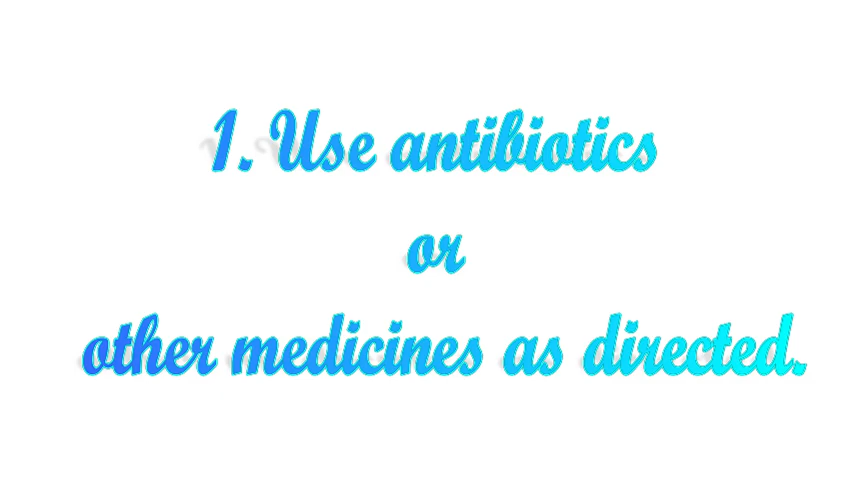 1. Use antibiotics
or
other medicines as directed.